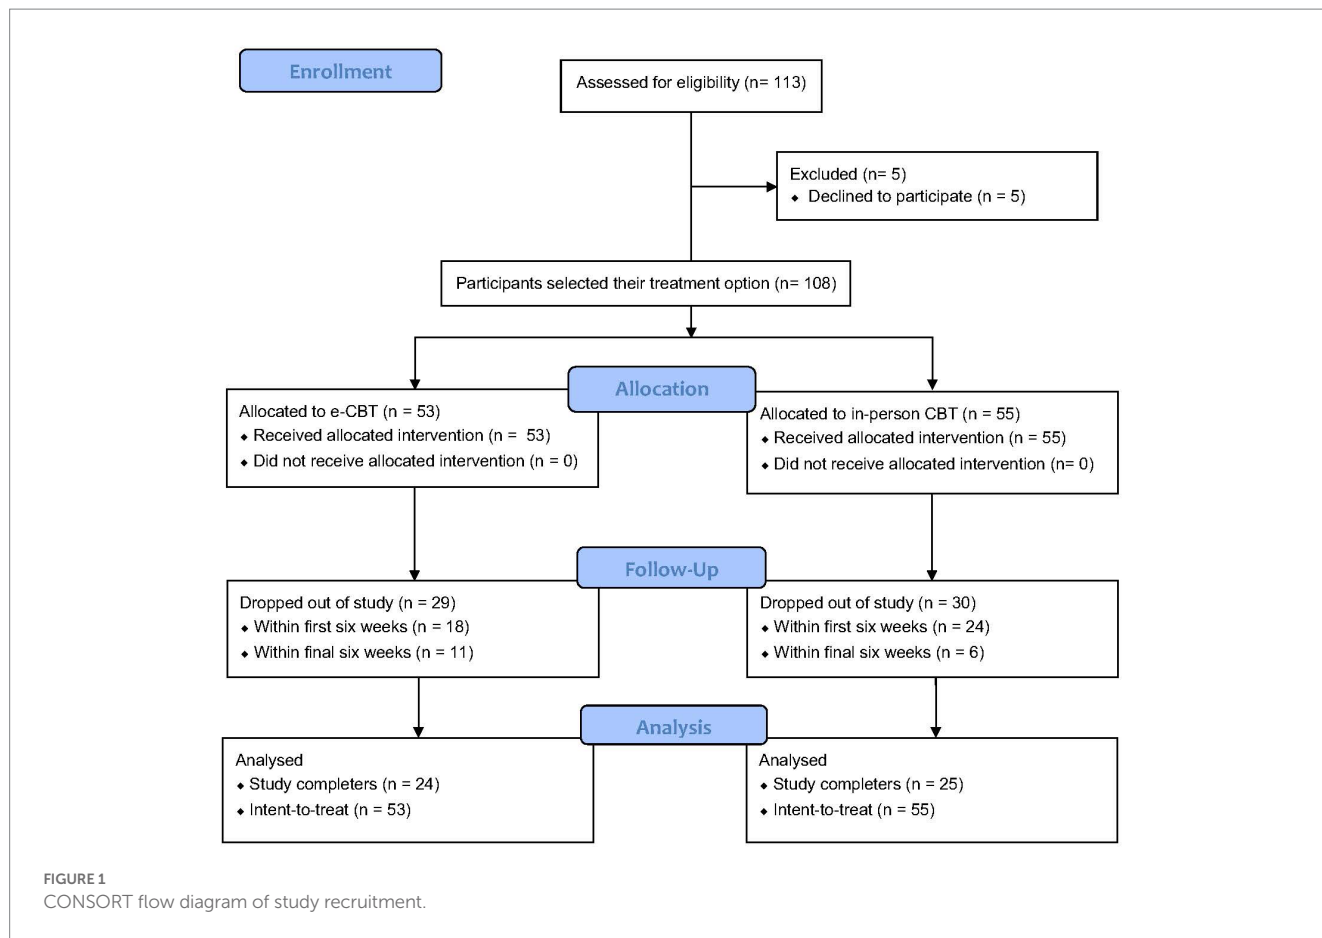 Enrollment
Assessed for eligibility (n= 113)
Excluded (n= 5)
⬥ Declined to participate (n = 5)
Participants selected their treatment option (n= 108)
Allocation
Allocated to e-CBT (n = 53)
⬥ Received allocated intervention (n = 53)
⬥ Did not receive allocated intervention (n = 0)
Allocated to in-person CBT (n = 55)
⬥ Received allocated intervention (n = 55)
⬥ Did not receive allocated intervention (n= 0)
Follow-Up
Dropped out of study (n = 29)
⬥ Within first six weeks (n = 18)
⬥ Within final six weeks (n = 11)
Dropped out of study (n = 30)
⬥ Within first six weeks (n = 24)
⬥ Within final six weeks (n = 6)
Analysis
Analysed
⬥ Study completers (n = 24)
⬥ Intent-to-treat (n = 53)
Analysed
⬥ Study completers (n = 25)
⬥ Intent-to-treat (n = 55)
FIGURE 1
CONSORT flow diagram of study recruitment.